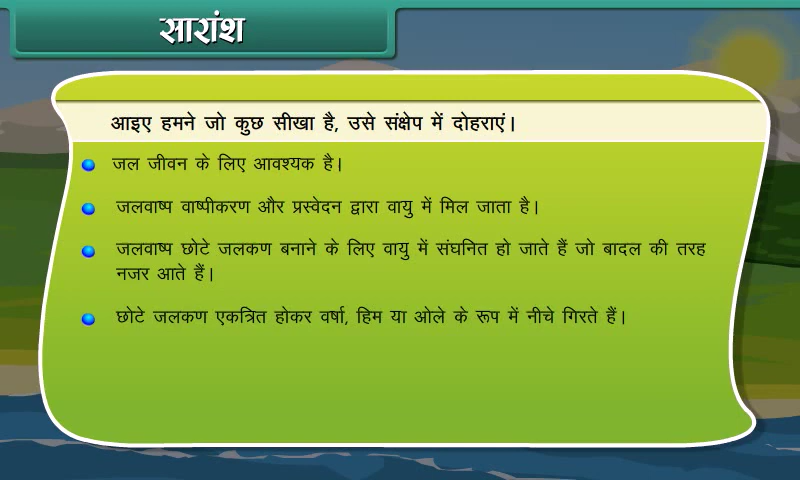 सारांश
आइए हमने जो कुछ सीखा है, उसे संक्षेप में दोहराएं।
जल जीवन के लिए आवश्यक है।
जलवाष्प वाष्पीकरण और प्रस्वेदन द्वारा वायु में मिल जाता है।
जलवाष्प छोटे जलकण बनाने के लिए वायु में संघनित हो जाते हैं जो बादल की तरह
नजर आते हैं।
छोटे जलकण एकत्रित होकर वर्षा, हिम या ओले के रूप में नीचे गिरते हैं।